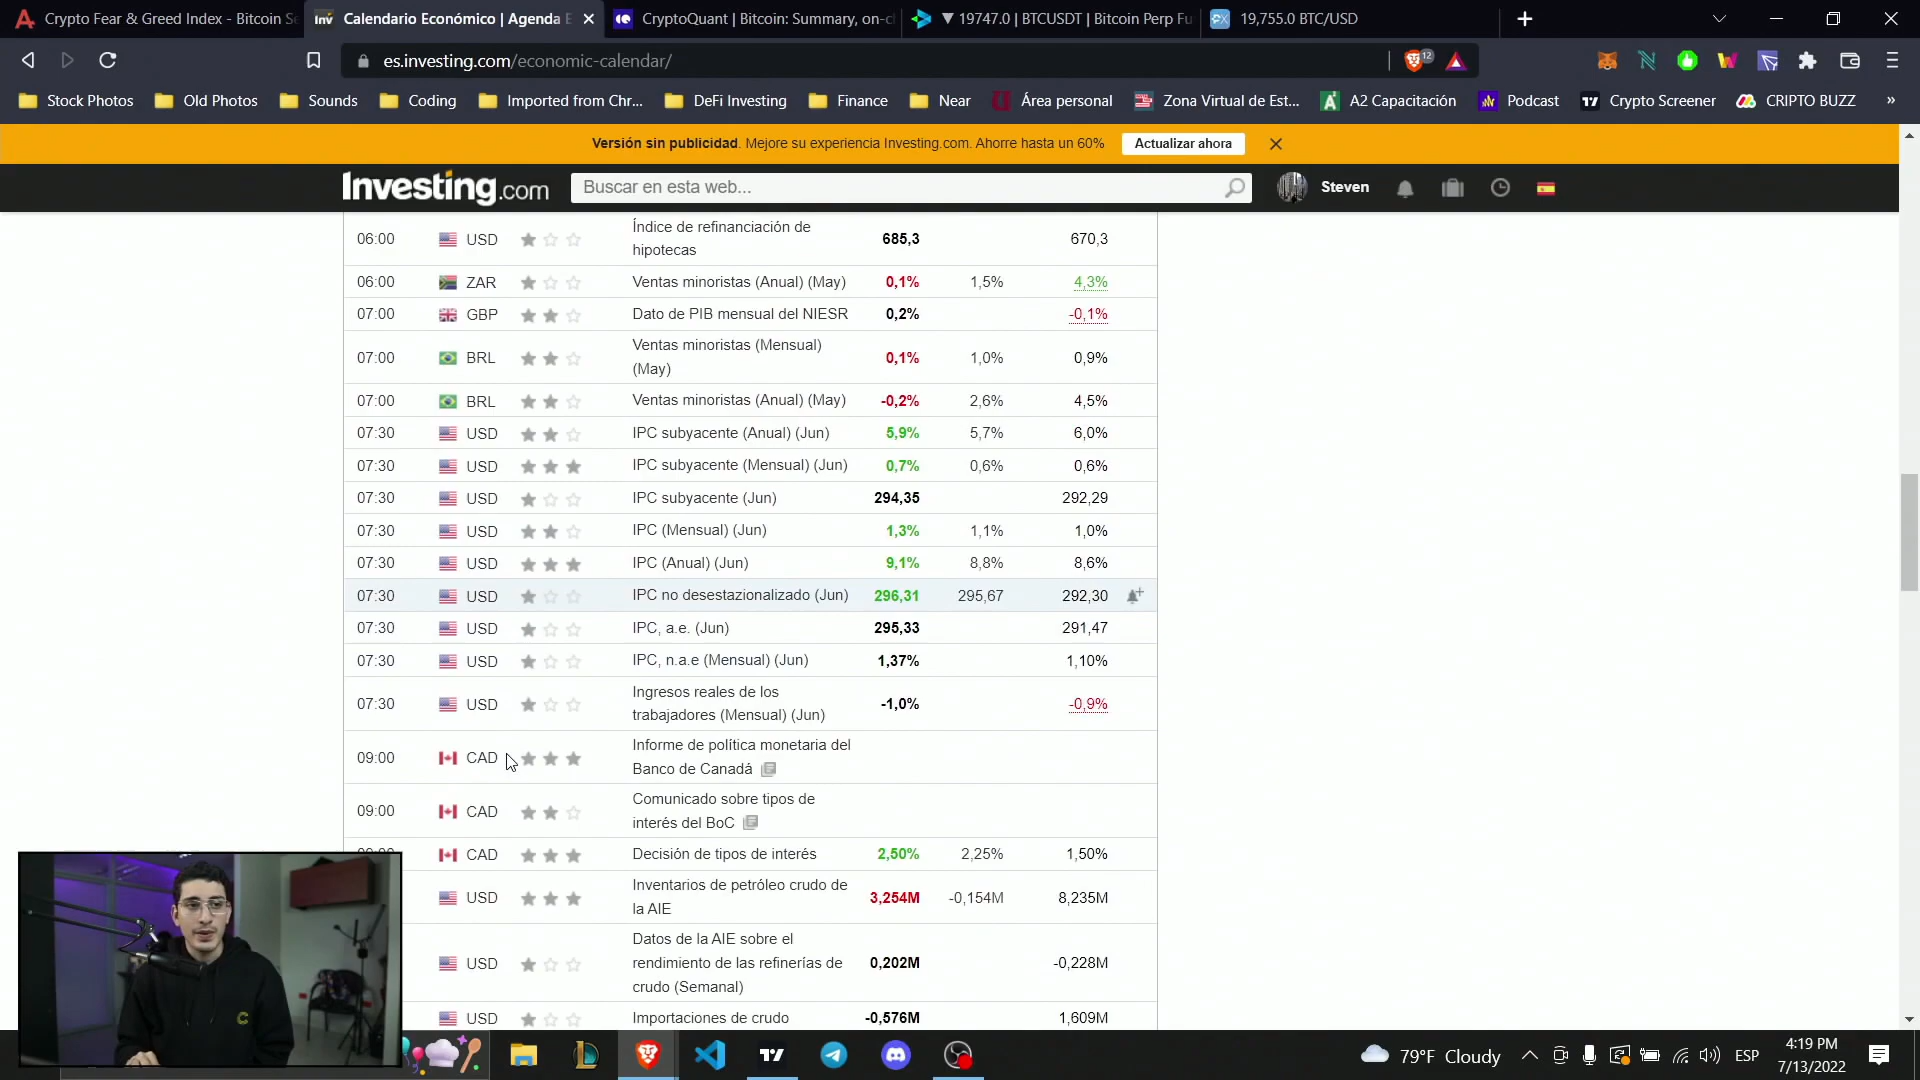 Crypto Fear & Greed Index - Bitcoin Se
Calendario Económico | Agenda E
CryptoQuant | Bitcoin: Summary, on-c
▼ 19747.0 | BTCUSDT | Bitcoin Perp Fu
19,755.0 BTC/USD
es.investing.com/economic-calendar/
12
Stock Photos
Old Photos
Sounds
Coding
Imported from Chr...
DeFi Investing
Finance
Near
Área personal
Zona Virtual de Est...
A2 Capacitación
Podcast
Crypto Screener
CRIPTO BUZZ
»
Versión sin publicidad. Mejore su experiencia Investing.com. Ahorre hasta un 60%
Actualizar ahora
Investing.com
Buscar en esta web...
Steven
06:00 USD Índice de refinanciación de 685,3 670,3
hipotecas
06:00 ZAR Ventas minoristas (Anual) (May) 0,1% 1,5% 4,3%
07:00 GBP Dato de PIB mensual del NIESR 0,2% -0,1%
07:00 BRL Ventas minoristas (Mensual) 0,1% 1,0% 0,9%
(May)
07:00 BRL Ventas minoristas (Anual) (May) -0,2% 2,6% 4,5%
07:30 USD IPC subyacente (Anual) (Jun) 5,9% 5,7% 6,0%
07:30 USD IPC subyacente (Mensual) (Jun) 0,7% 0,6% 0,6%
07:30 USD IPC subyacente (Jun) 294,35 292,29
07:30 USD IPC (Mensual) (Jun) 1,3% 1,1% 1,0%
07:30 USD IPC (Anual) (Jun) 9,1% 8,8% 8,6%
07:30 USD IPC no desestazionalizado (Jun) 296,31 295,67 292,30
07:30 USD IPC, a.e. (Jun) 295,33 291,47
07:30 USD IPC, n.a.e (Mensual) (Jun) 1,37% 1,10%
07:30 USD Ingresos reales de los -1,0% -0,9%
trabajadores (Mensual) (Jun)
09:00 CAD Informe de política monetaria del
Banco de Canadá
09:00 CAD Comunicado sobre tipos de
interés del BoC
09:00 CAD Decisión de tipos de interés 2,50% 2,25% 1,50%
USD Inventarios de petróleo crudo de 3,254M -0,154M 8,235M
la AIE
USD Datos de la AIE sobre el 0,202M -0,228M
rendimiento de las refinerías de
crudo (Semanal)
USD Importaciones de crudo -0,576M 1,609M
79°F Cloudy
ESP
4:19 PM
7/13/2022